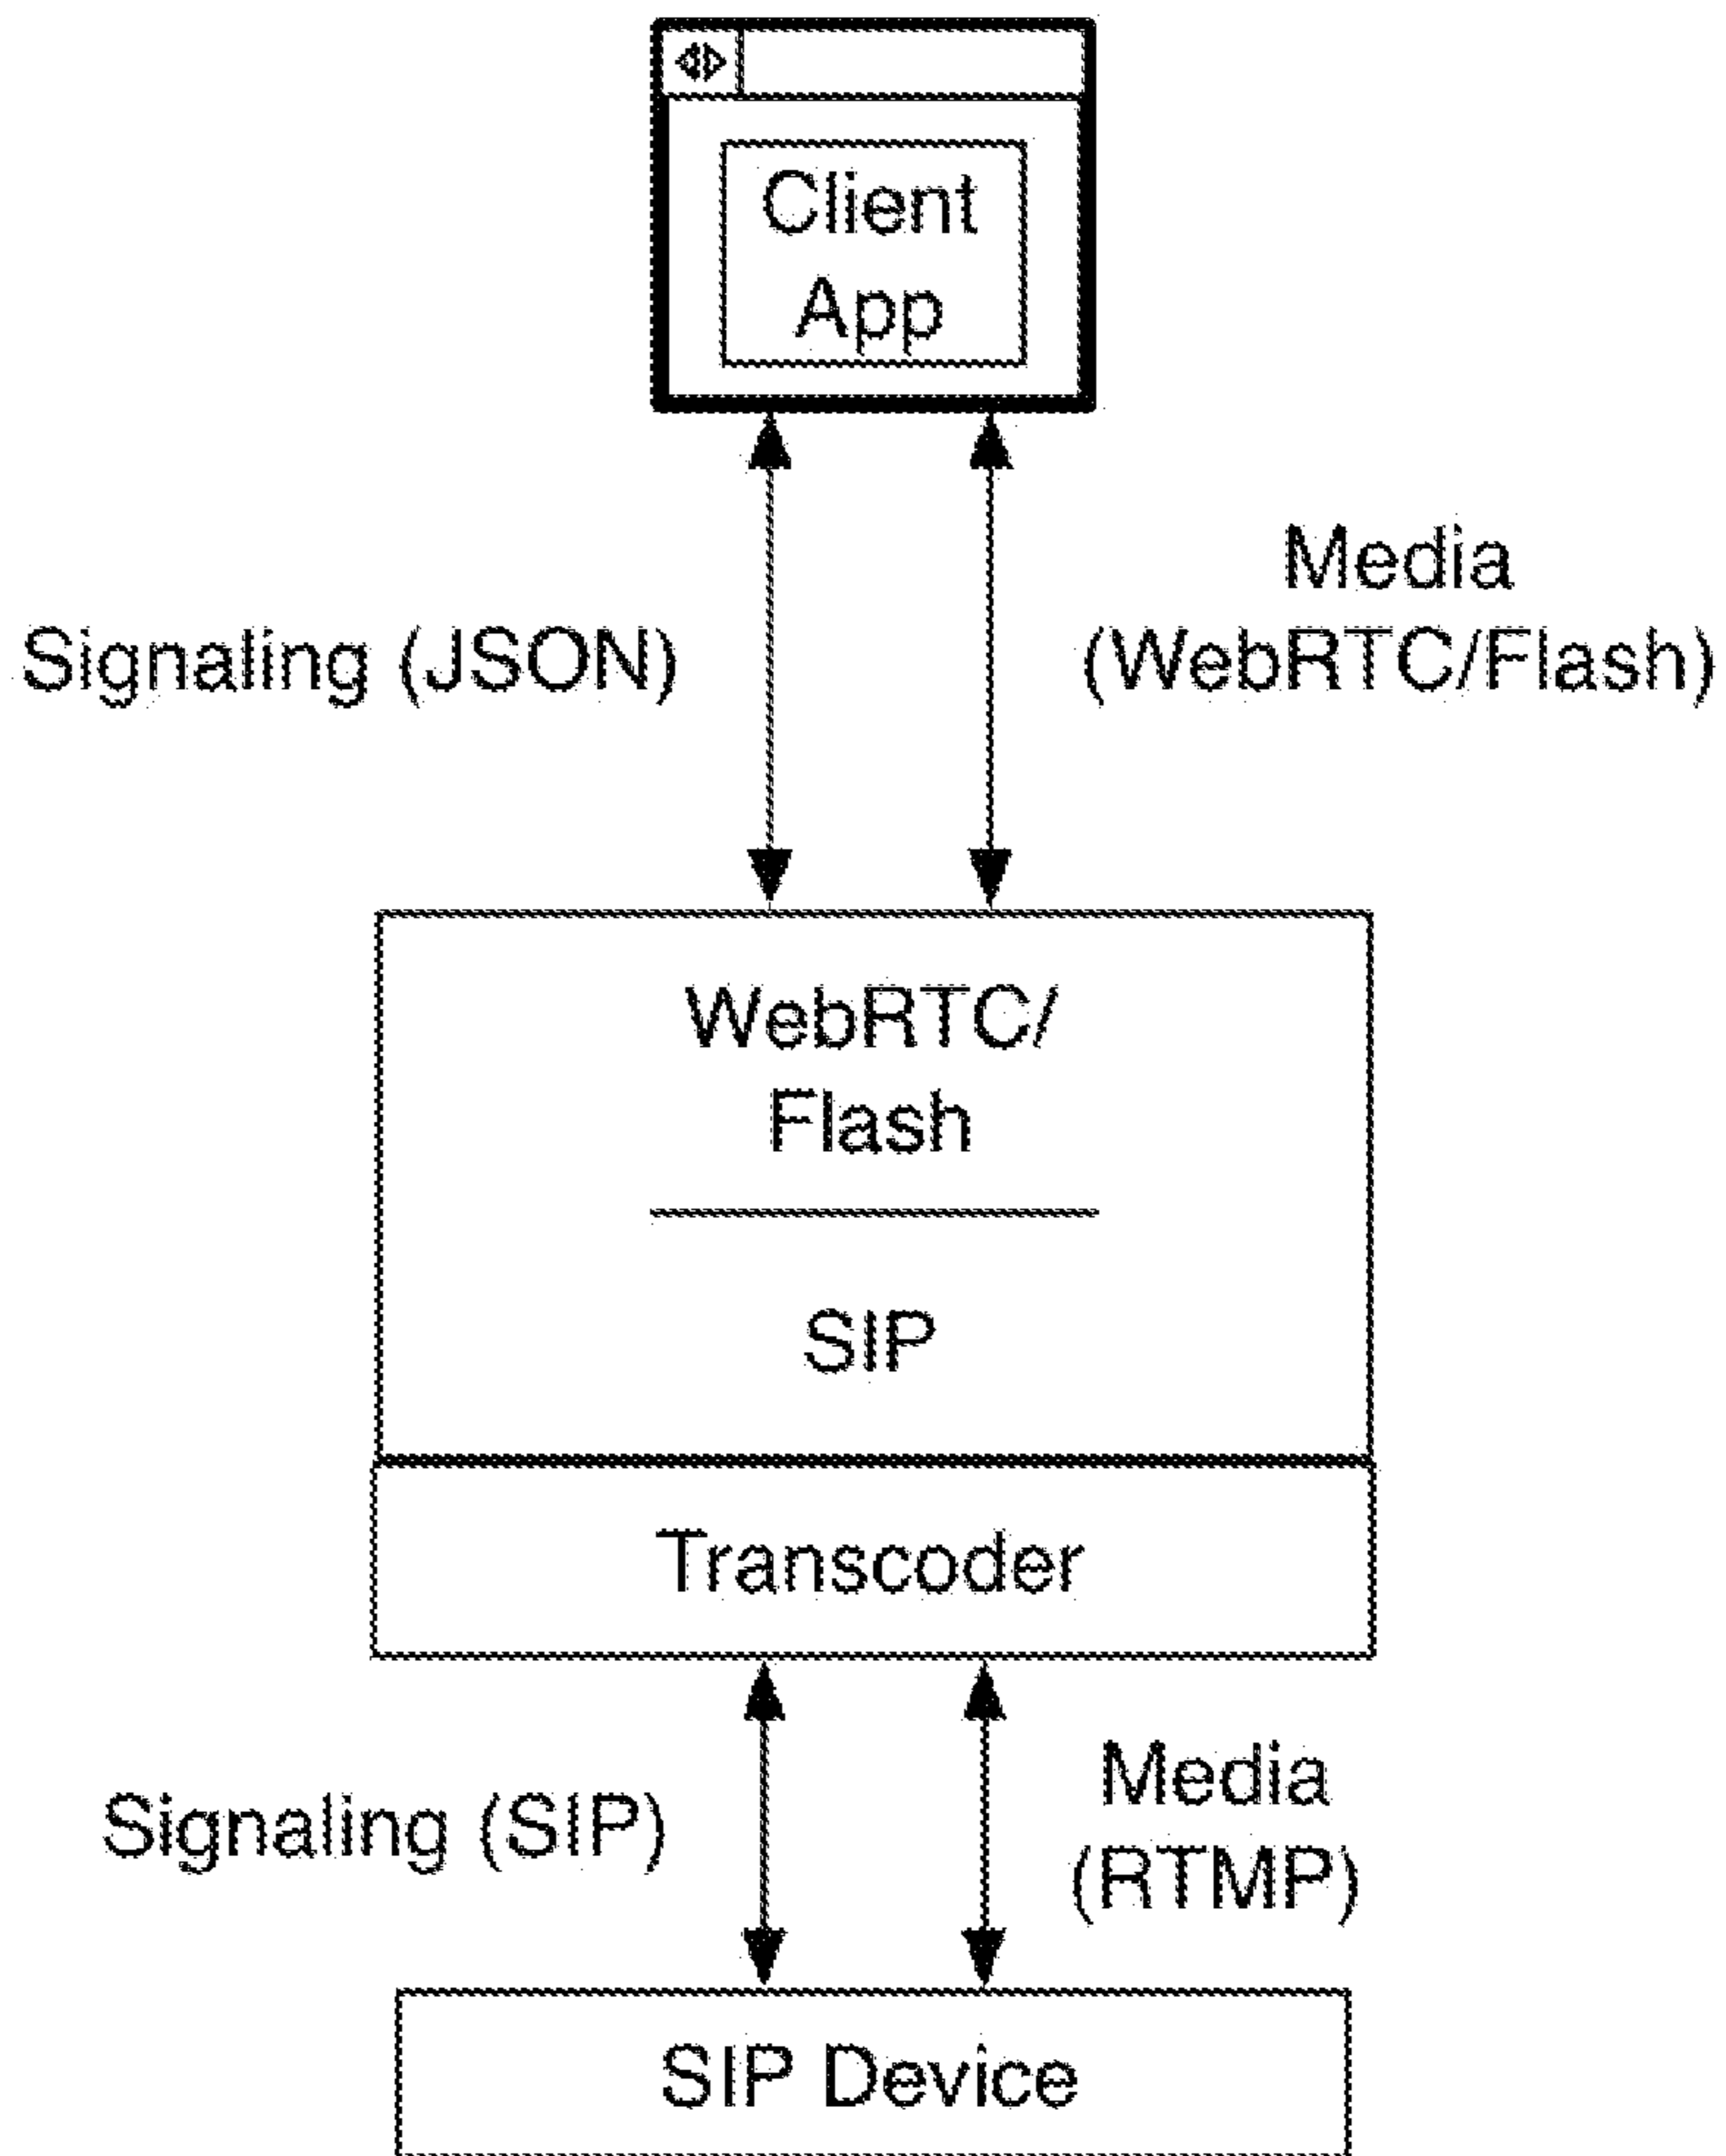 Client
App
Signaling (JSON)
Media
(WebRTC/Flash)
WebRTC/
Flash
SIP
Transcoder
Signaling (SIP)
Media
(RTMP)
SIP Device